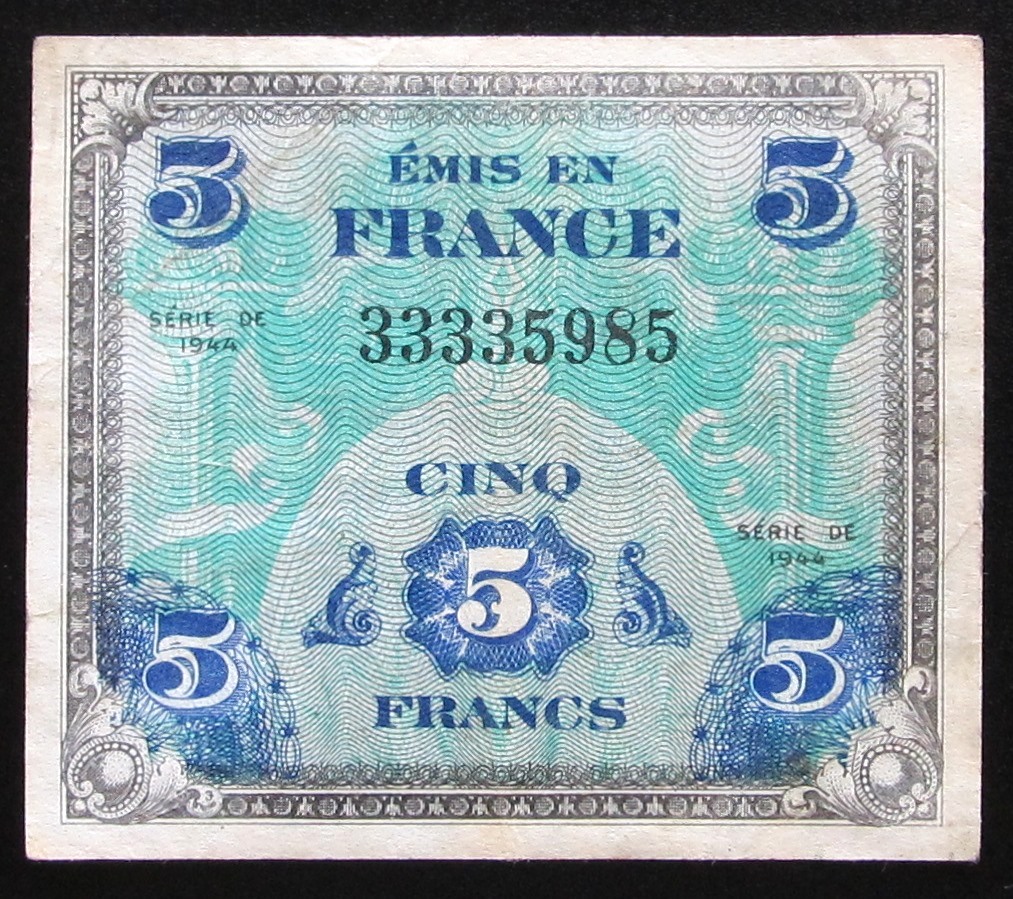 5 ÉMIS EN 5
FRANCE
SÉRIE DE
1944
33335985
CINQ
SÉRIE DE
1944
5 5 5
FRANCS